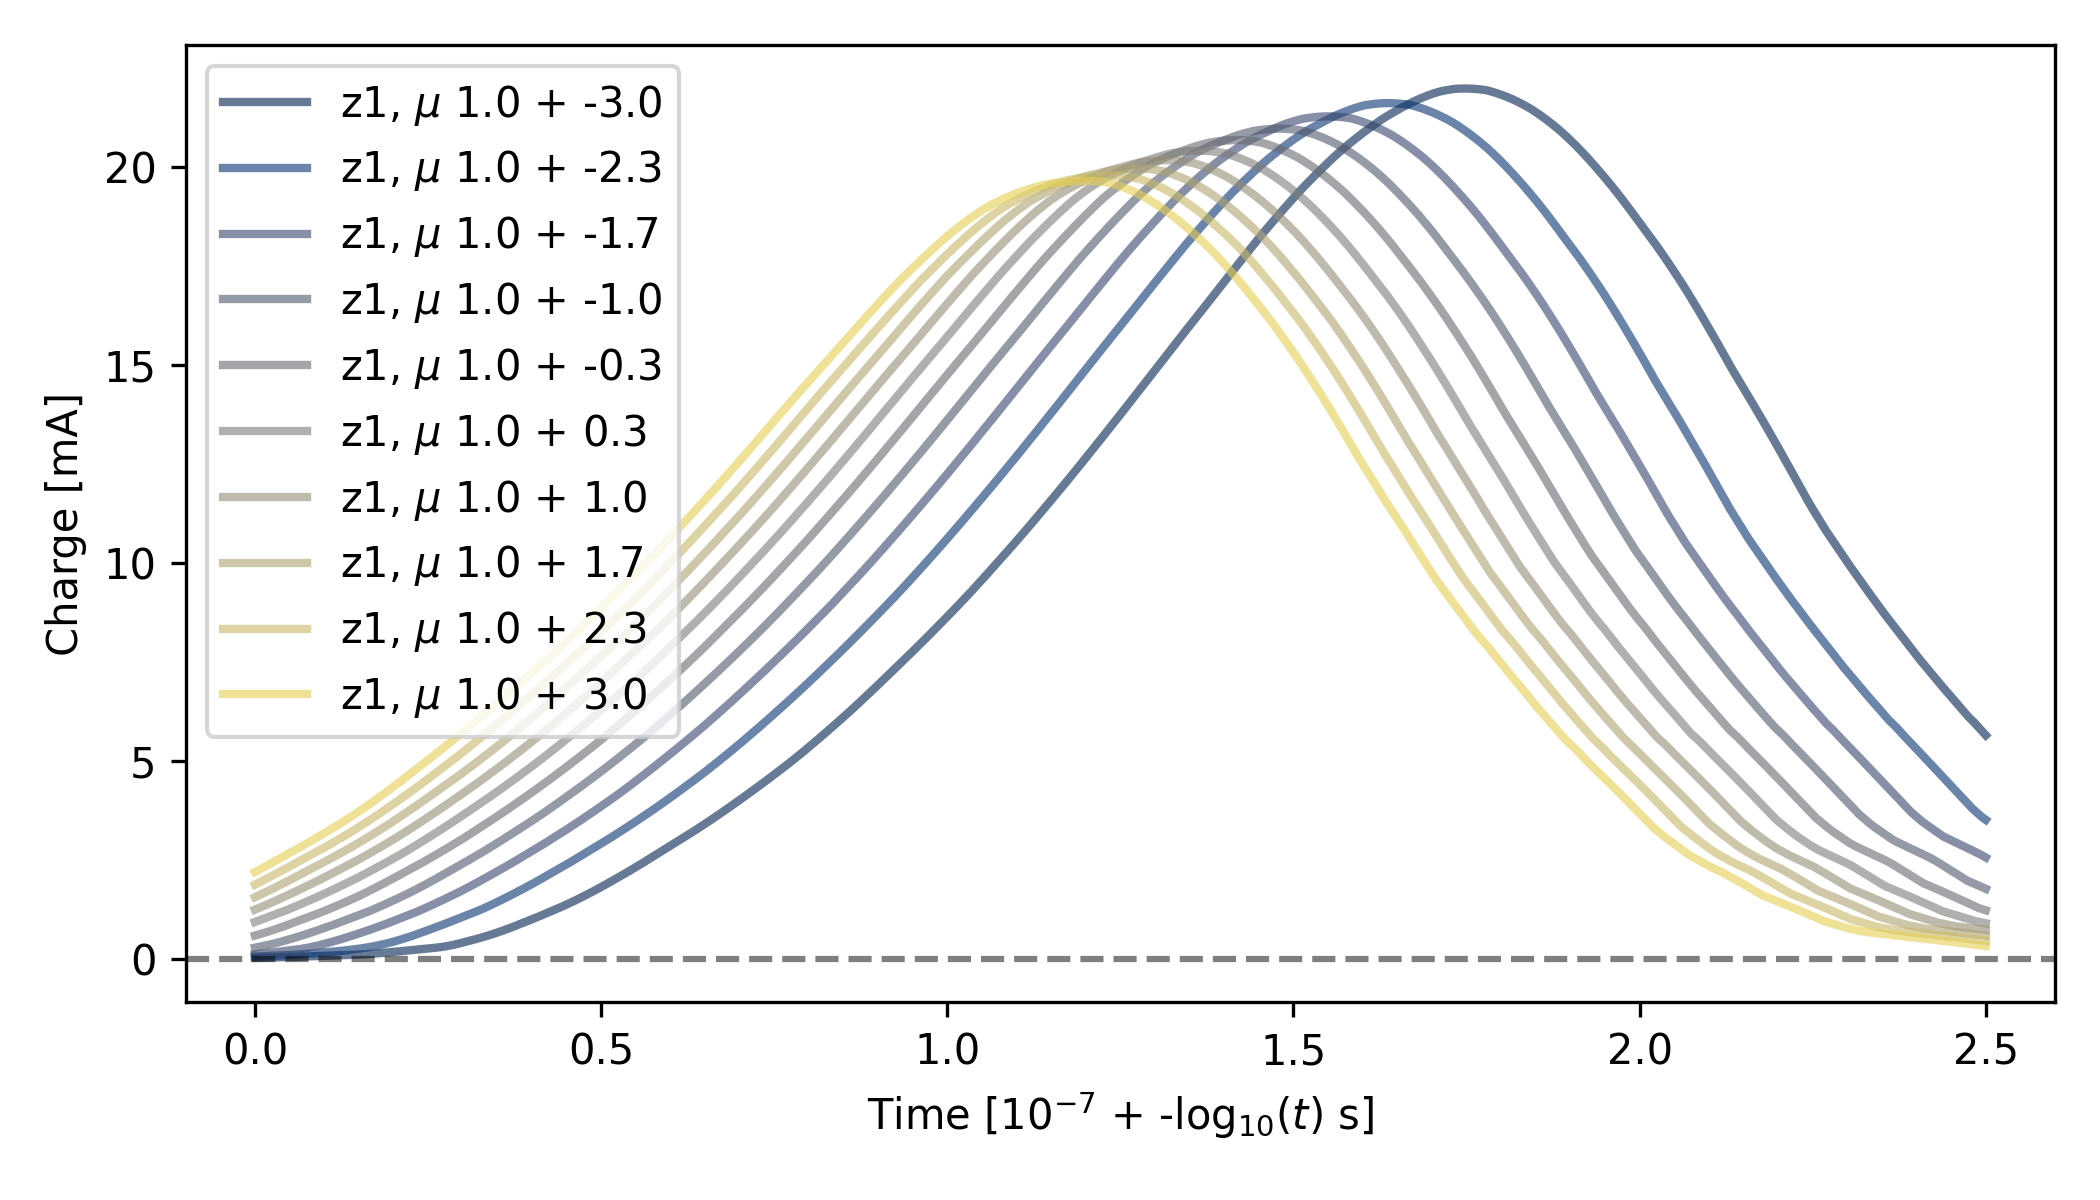 z1, μ 1.0 + -3.0
z1, μ 1.0 + -2.3
z1, μ 1.0 + -1.7
z1, μ 1.0 + -1.0
z1, μ 1.0 + -0.3
z1, μ 1.0 + 0.3
z1, μ 1.0 + 1.0
z1, μ 1.0 + 1.7
z1, μ 1.0 + 2.3
z1, μ 1.0 + 3.0
Charge [mA]
20
15
10
5
0
0.0 0.5 1.0 1.5 2.0 2.5
Time [10⁻⁷ + -log₁₀(t) s]